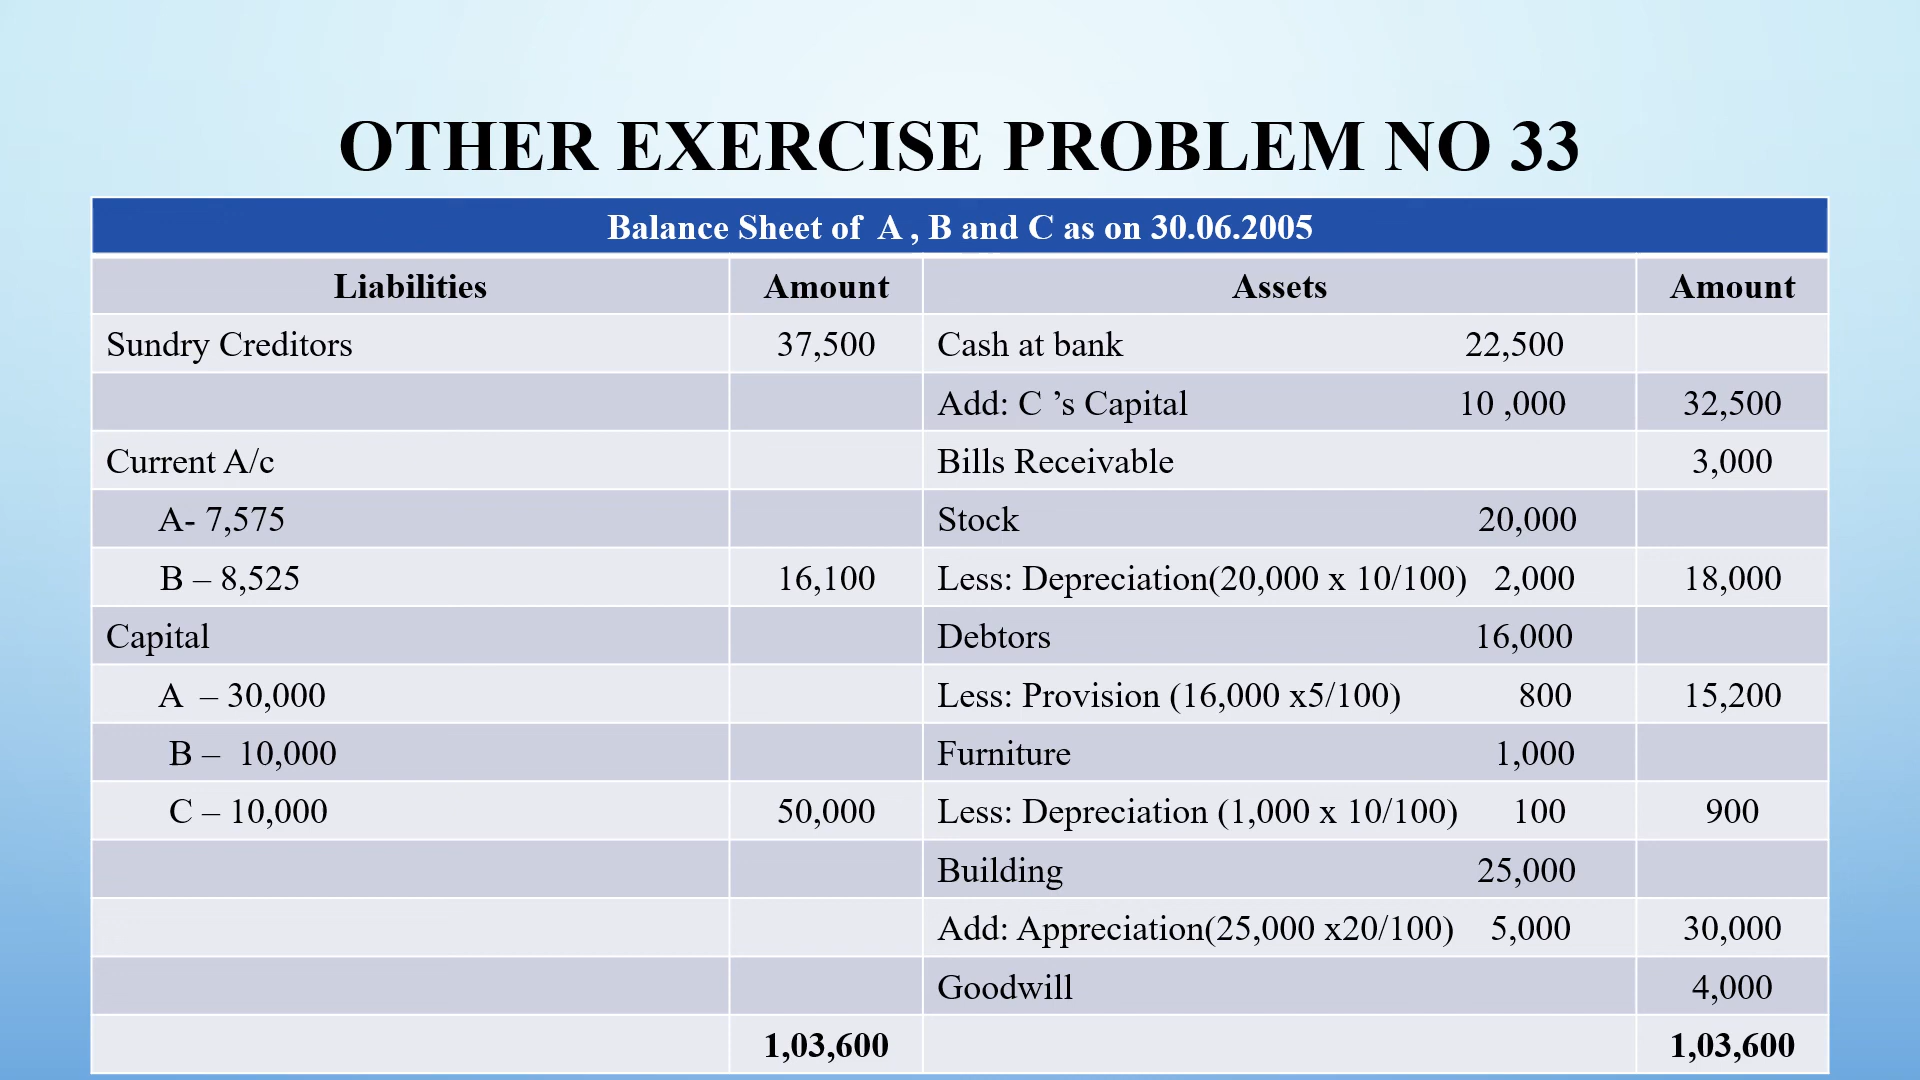 OTHER EXERCISE PROBLEM NO 33
Balance Sheet of A , B and C as on 30.06.2005
Liabilities Amount Assets Amount
Sundry Creditors 37,500 Cash at bank 22,500
Add: C ’s Capital 10 ,000 32,500
Current A/c Bills Receivable 3,000
A- 7,575 Stock 20,000
B – 8,525 16,100 Less: Depreciation(20,000 x 10/100) 2,000 18,000
Capital Debtors 16,000
A – 30,000 Less: Provision (16,000 x5/100) 800 15,200
B – 10,000 Furniture 1,000
C – 10,000 50,000 Less: Depreciation (1,000 x 10/100) 100 900
Building 25,000
Add: Appreciation(25,000 x20/100) 5,000 30,000
Goodwill 4,000
1,03,600 1,03,600